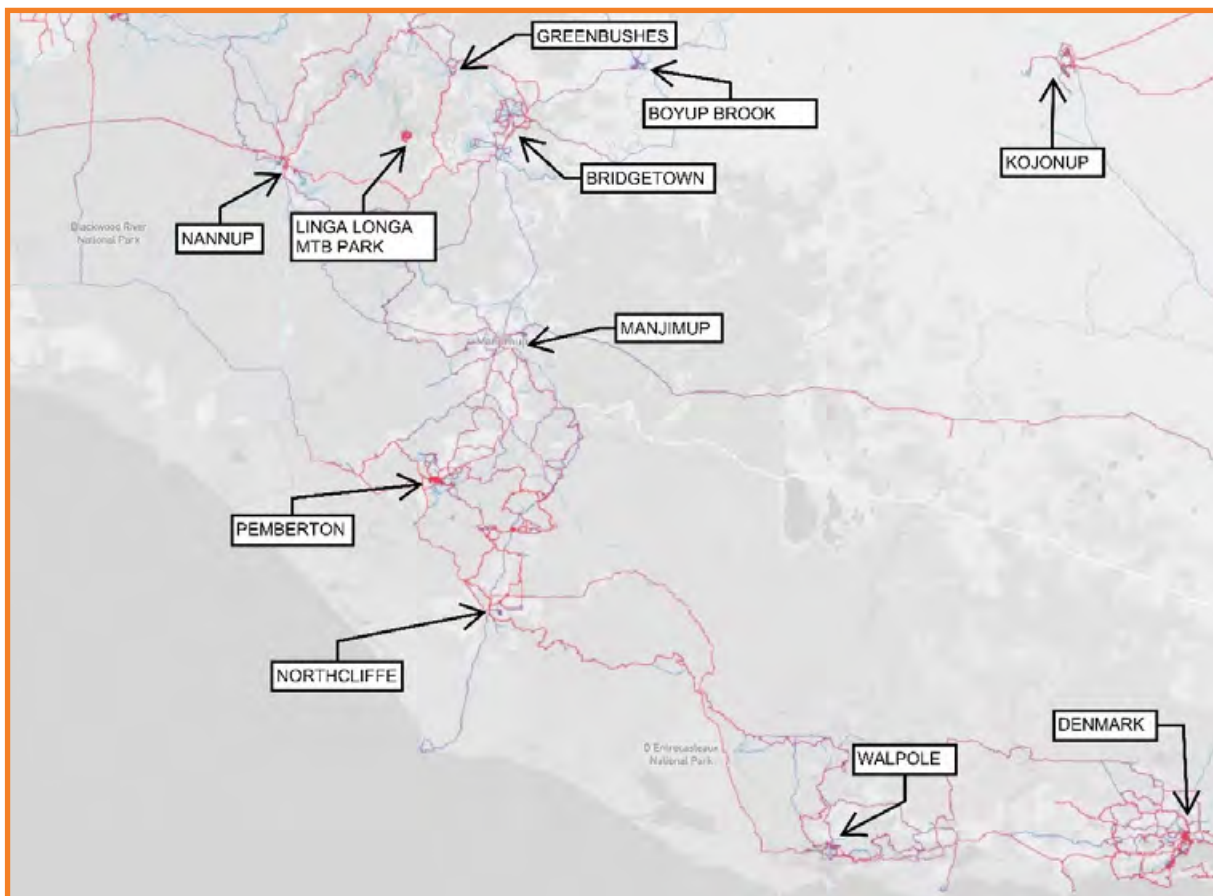 GREENBUSHES
BOYUP BROOK
KOJONUP
BRIDGETOWN
LINGA LONGA
MTB PARK
NANNUP
Blackwood River
National Park
MANJIMUP
Manjimup
PEMBERTON
NORTHCLIFFE
D'Entrecasteaux
National Park
WALPOLE
DENMARK